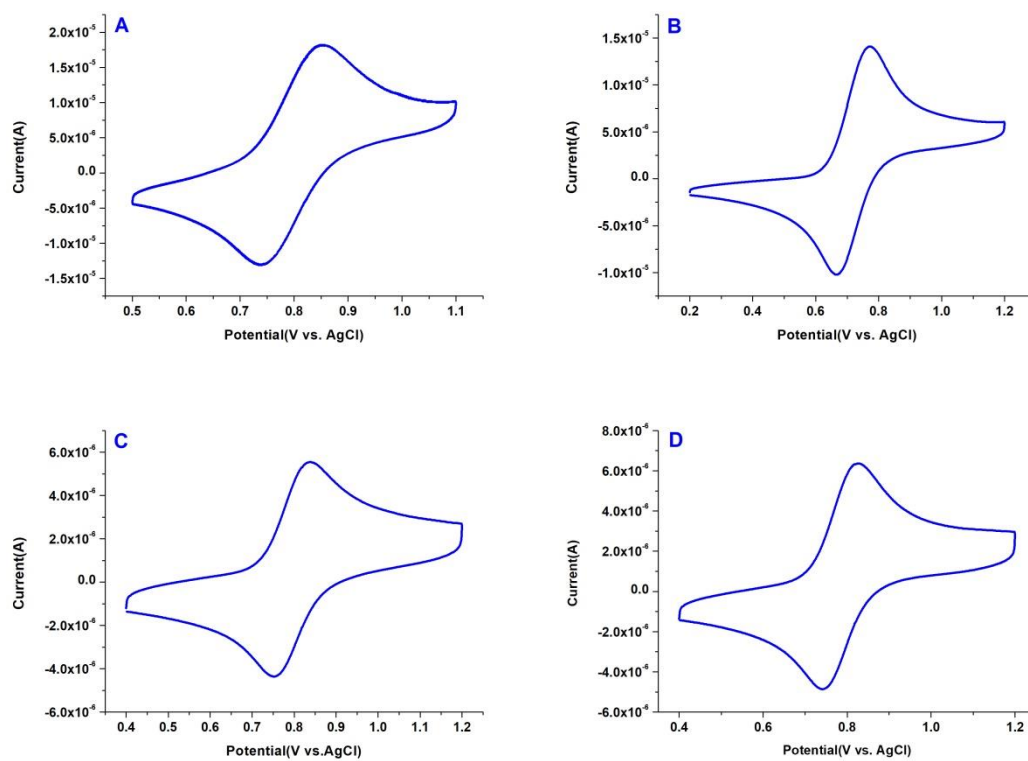 A
2.0x10⁻⁵
1.5x10⁻⁵
1.0x10⁻⁵
5.0x10⁻⁶
0.0
-5.0x10⁻⁶
-1.0x10⁻⁵
-1.5x10⁻⁵
Current(A)
0.5 0.6 0.7 0.8 0.9 1.0 1.1
Potential(V vs. AgCl)
B
1.5x10⁻⁵
1.0x10⁻⁵
5.0x10⁻⁶
0.0
-5.0x10⁻⁶
-1.0x10⁻⁵
Current(A)
0.2 0.4 0.6 0.8 1.0 1.2
Potential(V vs. AgCl)
C
6.0x10⁻⁶
4.0x10⁻⁶
2.0x10⁻⁶
0.0
-2.0x10⁻⁶
-4.0x10⁻⁶
-6.0x10⁻⁶
Current(A)
0.4 0.5 0.6 0.7 0.8 0.9 1.0 1.1 1.2
Potential(V vs.AgCl)
D
8.0x10⁻⁶
6.0x10⁻⁶
4.0x10⁻⁶
2.0x10⁻⁶
0.0
-2.0x10⁻⁶
-4.0x10⁻⁶
-6.0x10⁻⁶
Current(A)
0.4 0.6 0.8 1.0 1.2
Potential(V vs. AgCl)